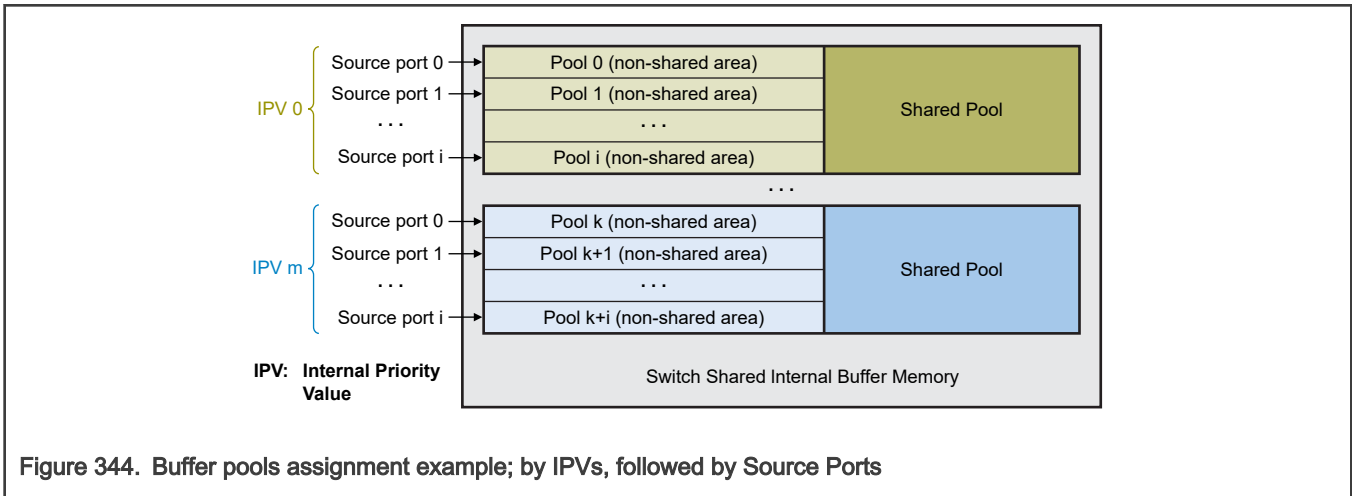 Source port 0
Pool 0 (non-shared area)
Source port 1
Pool 1 (non-shared area)
IPV 0
Shared Pool
. . .
. . .
Source port i
Pool i (non-shared area)
. . .
Source port 0
Pool k (non-shared area)
Source port 1
Pool k+1 (non-shared area)
IPV m
Shared Pool
. . .
. . .
Source port i
Pool k+i (non-shared area)
IPV: Internal Priority
Value
Switch Shared Internal Buffer Memory
Figure 344. Buffer pools assignment example; by IPVs, followed by Source Ports